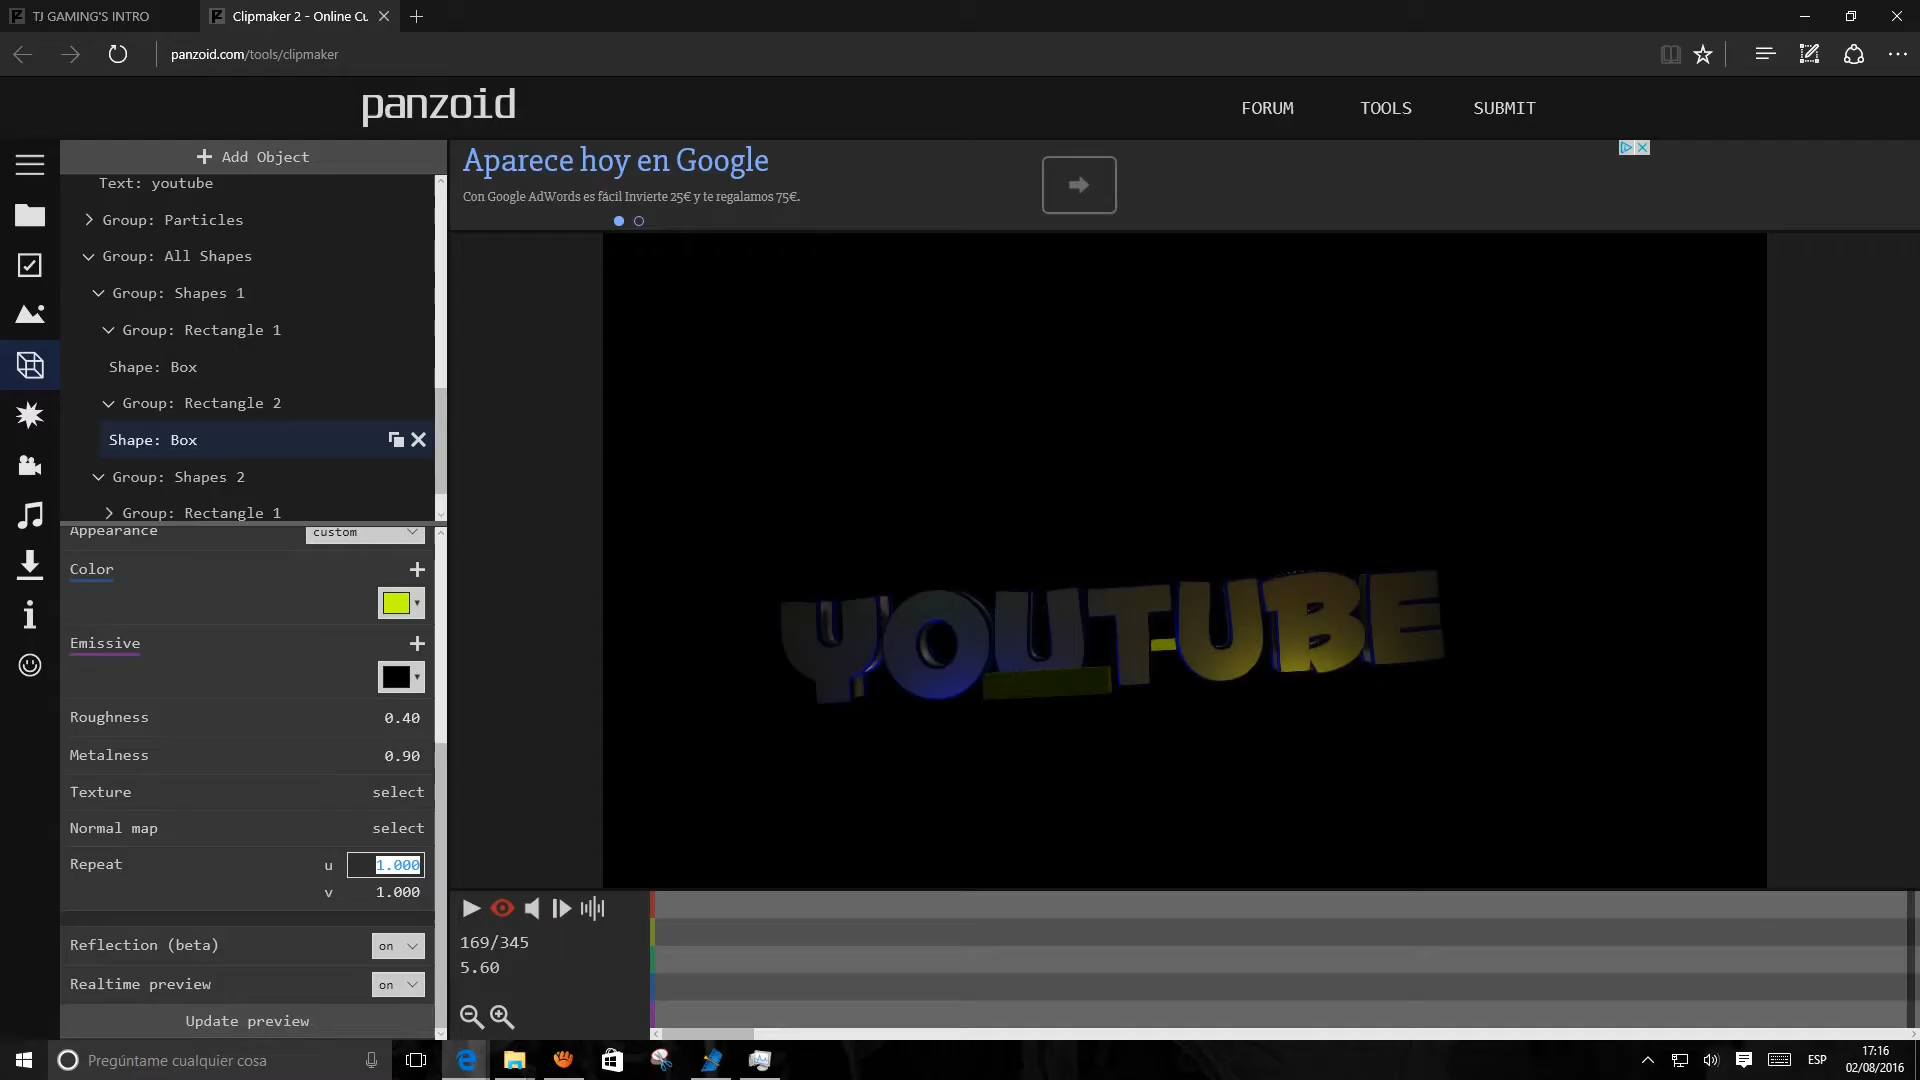 TJ GAMING'S INTRO
Clipmaker 2 - Online Cu
panzoid.com/tools/clipmaker
panzoid
FORUM
TOOLS
SUBMIT
Add Object
Text: youtube
Group: Particles
Group: All Shapes
Group: Shapes 1
Group: Rectangle 1
Shape: Box
Group: Rectangle 2
Shape: Box
Group: Shapes 2
Group: Rectangle 1
Appearance custom
Color
Emissive
Roughness 0.40
Metalness 0.90
Texture select
Normal map select
Repeat u 1.000
v 1.000
Reflection (beta) on
Realtime preview on
Update preview
Aparece hoy en Google
Con Google AdWords es fácil Invierte 25€ y te regalamos 75€.
YOUTUBE
169/345
5.60
Pregúntame cualquier cosa
ESP
17:16
02/08/2016